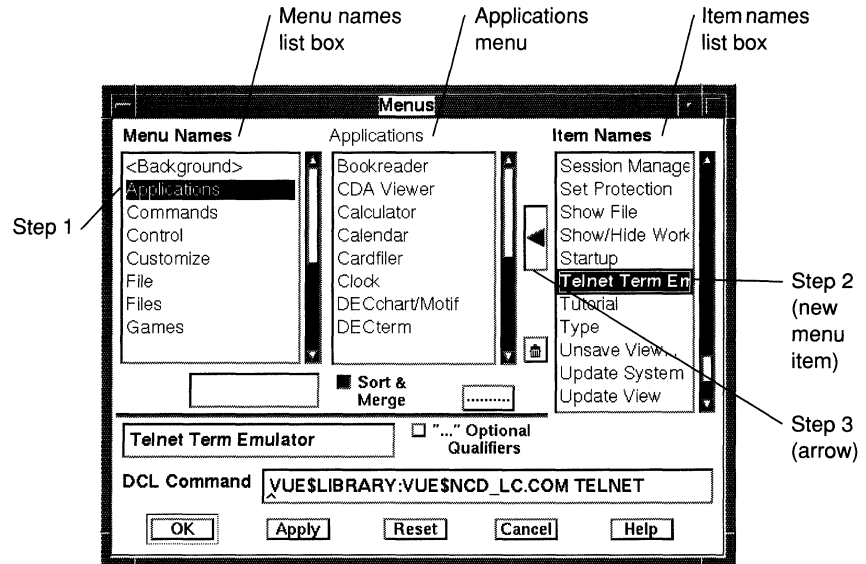 Menu names
list box
Applications
menu
Item names
list box
Menus
Menu Names
Applications
Item Names
<Background>
Applications
Commands
Control
Customize
File
Files
Games
Bookreader
CDA Viewer
Calculator
Calendar
Cardfiler
Clock
DECchart/Motif
DECterm
Session Manage
Set Protection
Show File
Show/Hide Work
Startup
Telnet Term Em
Tutorial
Type
Unsave View...
Update System
Update View
Step 1
Step 2
(new
menu
item)
Step 3
(arrow)
Sort &
Merge
..........
Telnet Term Emulator
"..." Optional
Qualifiers
DCL Command
VUE$LIBRARY:VUE$NCD_LC.COM TELNET
OK
Apply
Reset
Cancel
Help